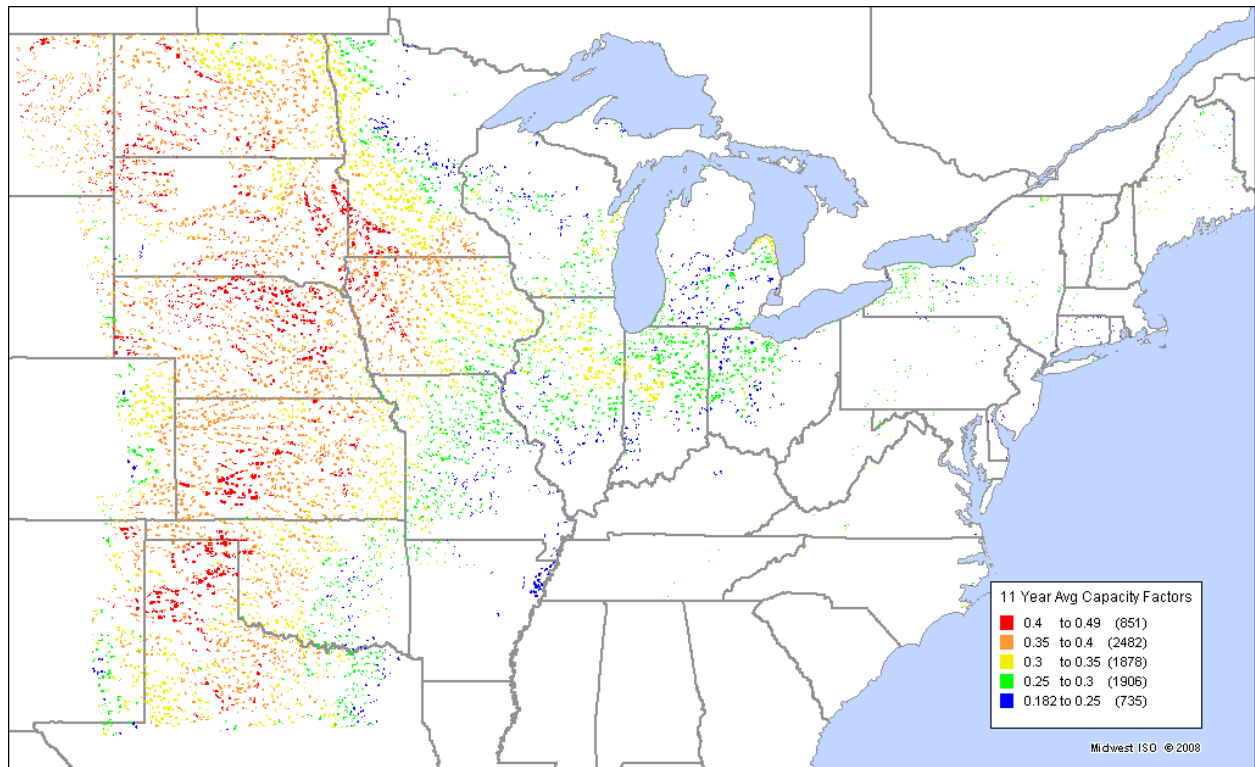 11 Year Avg Capacity Factors
0.4 to 0.49 (851)
0.35 to 0.4 (2482)
0.3 to 0.35 (1878)
0.25 to 0.3 (1906)
0.182 to 0.25 (735)
Midwest ISO © 2008